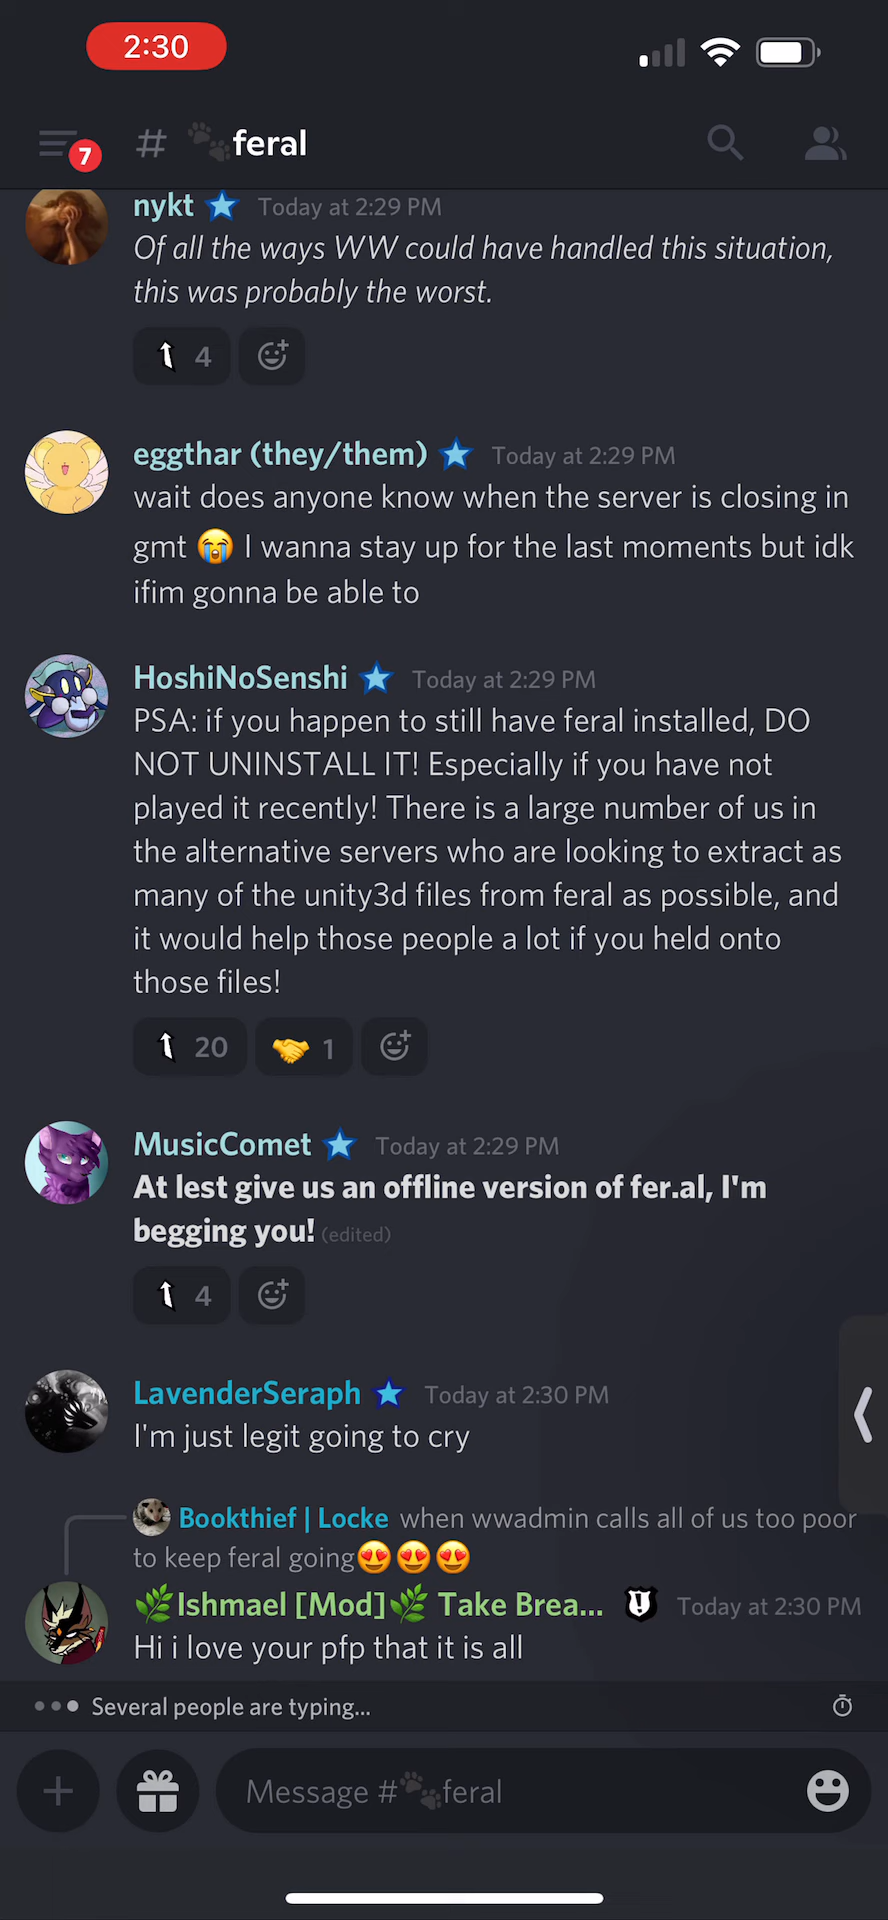 2:30
7
# feral
nykt Today at 2:29 PM
Of all the ways WW could have handled this situation,
this was probably the worst.
4
eggthar (they/them) Today at 2:29 PM
wait does anyone know when the server is closing in
gmt 😭 I wanna stay up for the last moments but idk
ifim gonna be able to
HoshiNoSenshi Today at 2:29 PM
PSA: if you happen to still have feral installed, DO
NOT UNINSTALL IT! Especially if you have not
played it recently! There is a large number of us in
the alternative servers who are looking to extract as
many of the unity3d files from feral as possible, and
it would help those people a lot if you held onto
those files!
20 1
MusicComet Today at 2:29 PM
At lest give us an offline version of fer.al, I'm
begging you! (edited)
4
LavenderSeraph Today at 2:30 PM
I'm just legit going to cry
Bookthief | Locke when wwadmin calls all of us too poor
to keep feral going😍😍😍
🌿Ishmael [Mod]🌿 Take Brea... Today at 2:30 PM
Hi i love your pfp that it is all
Several people are typing...
Message #🐾feral